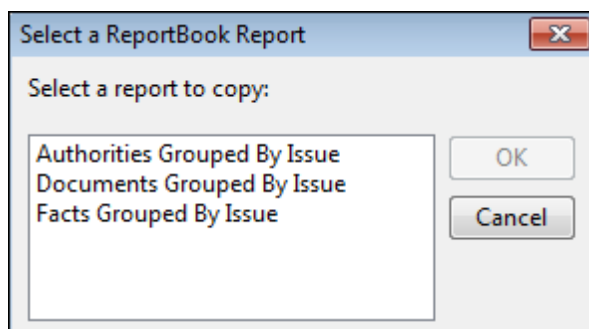 Select a ReportBook Report
Select a report to copy:
Authorities Grouped By Issue
Documents Grouped By Issue
Facts Grouped By Issue
OK
Cancel